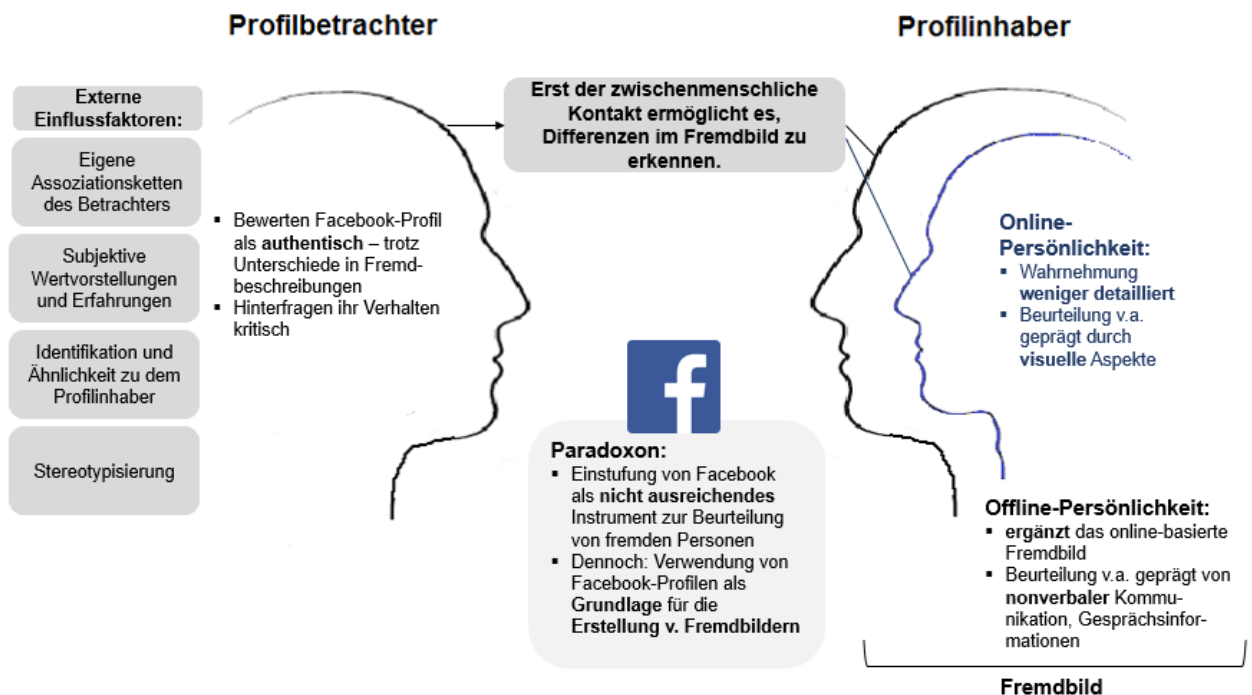 Profilbetrachter
Profilinhaber
Externe
Einflussfaktoren:
Eigene
Assoziationsketten
des Betrachters
Subjektive
Wertvorstellungen
und Erfahrungen
Identifikation und
Ähnlichkeit zu dem
Profilinhaber
Stereotypisierung
▪ Bewerten Facebook-Profil
als authentisch – trotz
Unterschiede in Fremd-
beschreibungen
▪ Hinterfragen ihr Verhalten
kritisch
Erst der zwischenmenschliche
Kontakt ermöglicht es,
Differenzen im Fremdbild zu
erkennen.
f
Paradoxon:
▪ Einstufung von Facebook
als nicht ausreichendes
Instrument zur Beurteilung
von fremden Personen
▪ Dennoch: Verwendung von
Facebook-Profilen als
Grundlage für die
Erstellung v. Fremdbildern
Online-
Persönlichkeit:
▪ Wahrnehmung
weniger detailliert
▪ Beurteilung v.a.
geprägt durch
visuelle Aspekte
Offline-Persönlichkeit:
▪ ergänzt das online-basierte
Fremdbild
▪ Beurteilung v.a. geprägt von
nonverbaler Kommu-
nikation, Gesprächsinfor-
mationen
Fremdbild